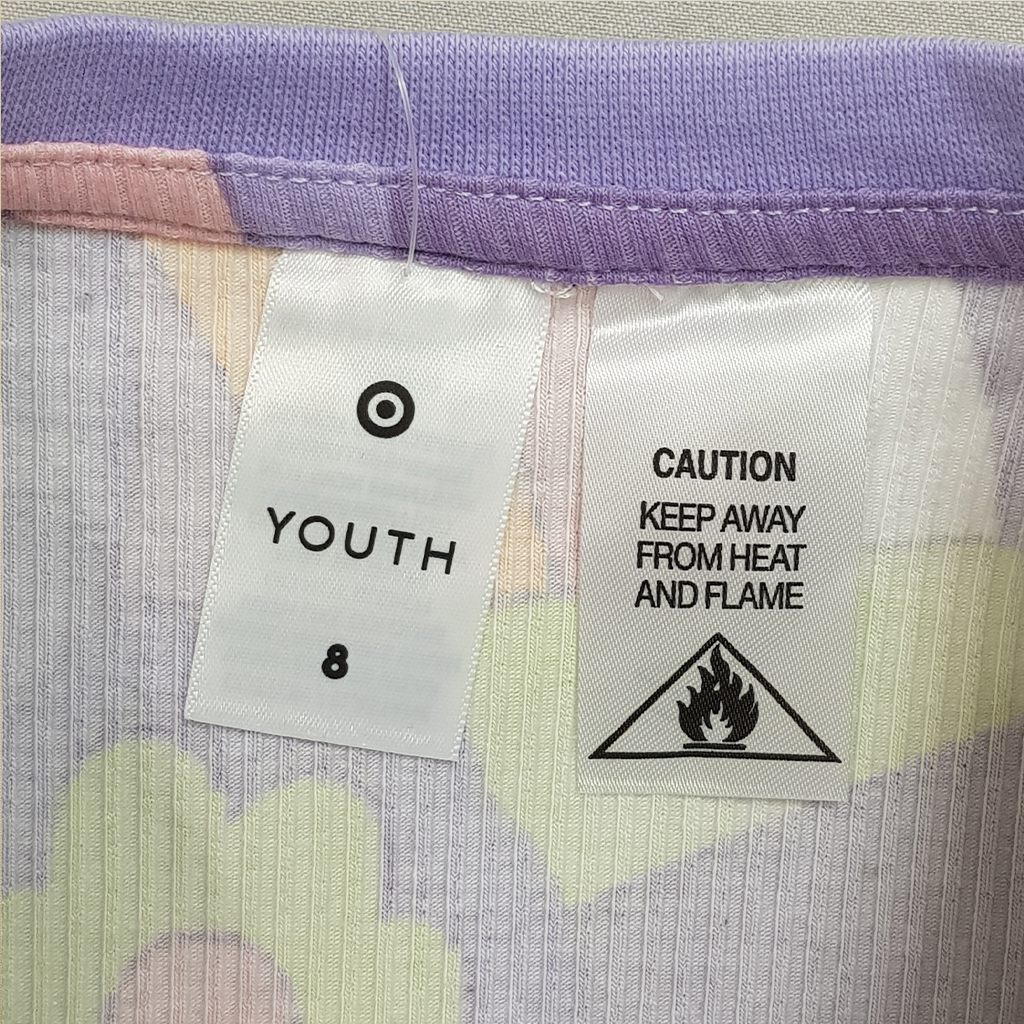 YOUTH
8
CAUTION
KEEP AWAY
FROM HEAT
AND FLAME